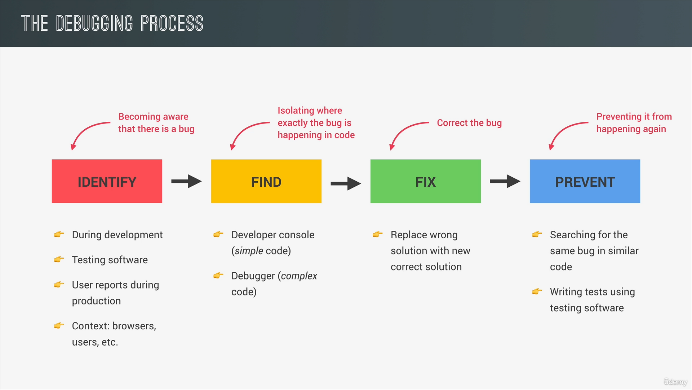 THE DEBUGGING PROCESS
Becoming aware
that there is a bug
Isolating where
exactly the bug is
happening in code
Correct the bug
Preventing it from
happening again
IDENTIFY
FIND
FIX
PREVENT
During development
Testing software
User reports during
production
Context: browsers,
users, etc.
Developer console
(simple code)
Debugger (complex
code)
Replace wrong
solution with new
correct solution
Searching for the
same bug in similar
code
Writing tests using
testing software
Udemy